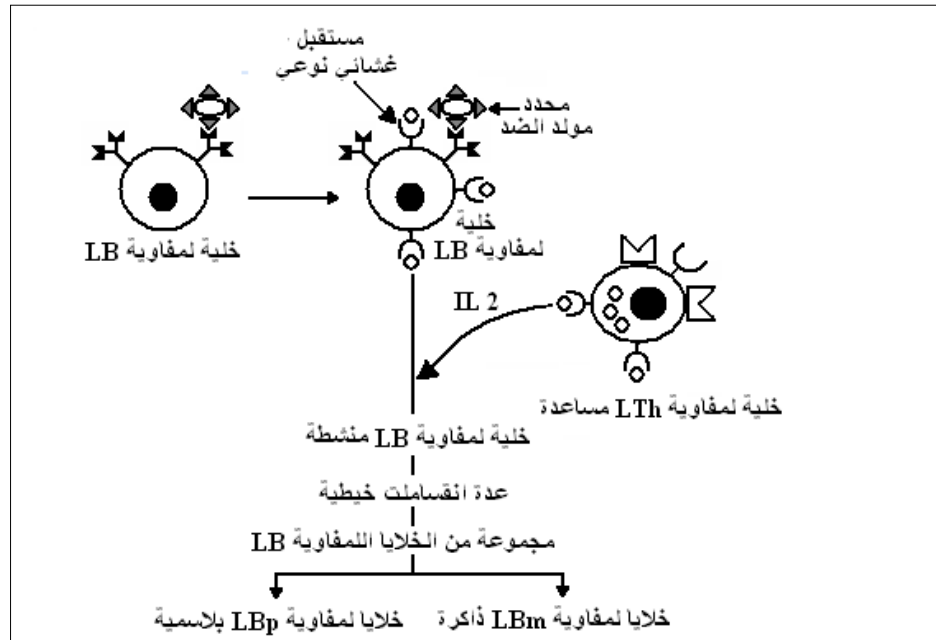 مستقبل
غشائي نوعي
محدد
مولد الضد
خلية لمفاوية LB
خلية
لمفاوية LB
IL 2
خلية لمفاوية LTh مساعدة
خلية لمفاوية LB منشطة
عدة انقساملت خيطية
مجموعة من الخلايا اللمفاوية LB
خلايا لمفاوية LBm ذاكرة
خلايا لمفاوية LBp بلاسمية